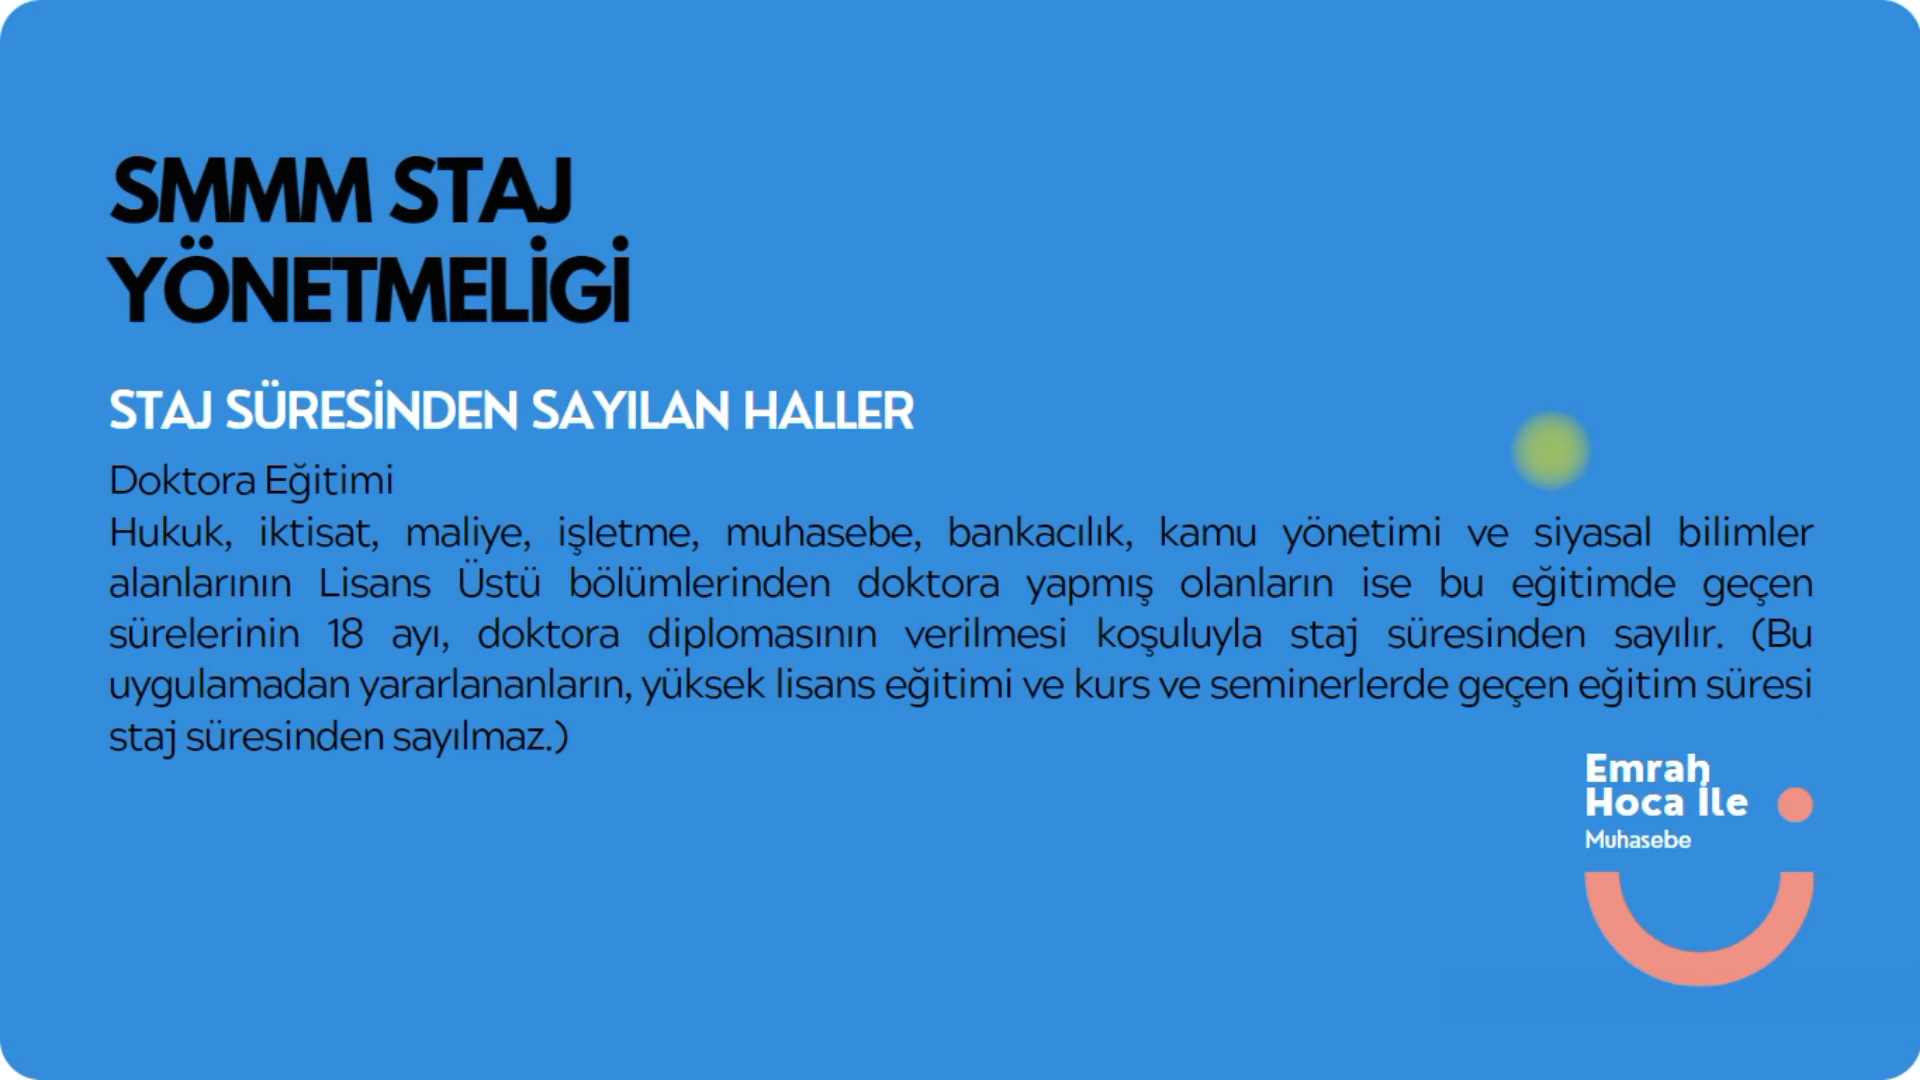 SMMM STAJ
YÖNETMELİGİ
STAJ SÜRESİNDEN SAYILAN HALLER
Doktora Eğitimi
Hukuk, iktisat, maliye, işletme, muhasebe, bankacılık, kamu yönetimi ve siyasal bilimler
alanlarının Lisans Üstü bölümlerinden doktora yapmış olanların ise bu eğitimde geçen
sürelerinin 18 ayı, doktora diplomasının verilmesi koşuluyla staj süresinden sayılır. (Bu
uygulamadan yararlananların, yüksek lisans eğitimi ve kurs ve seminerlerde geçen eğitim süresi
staj süresinden sayılmaz.)
Emrah
Hoca İle
Muhasebe